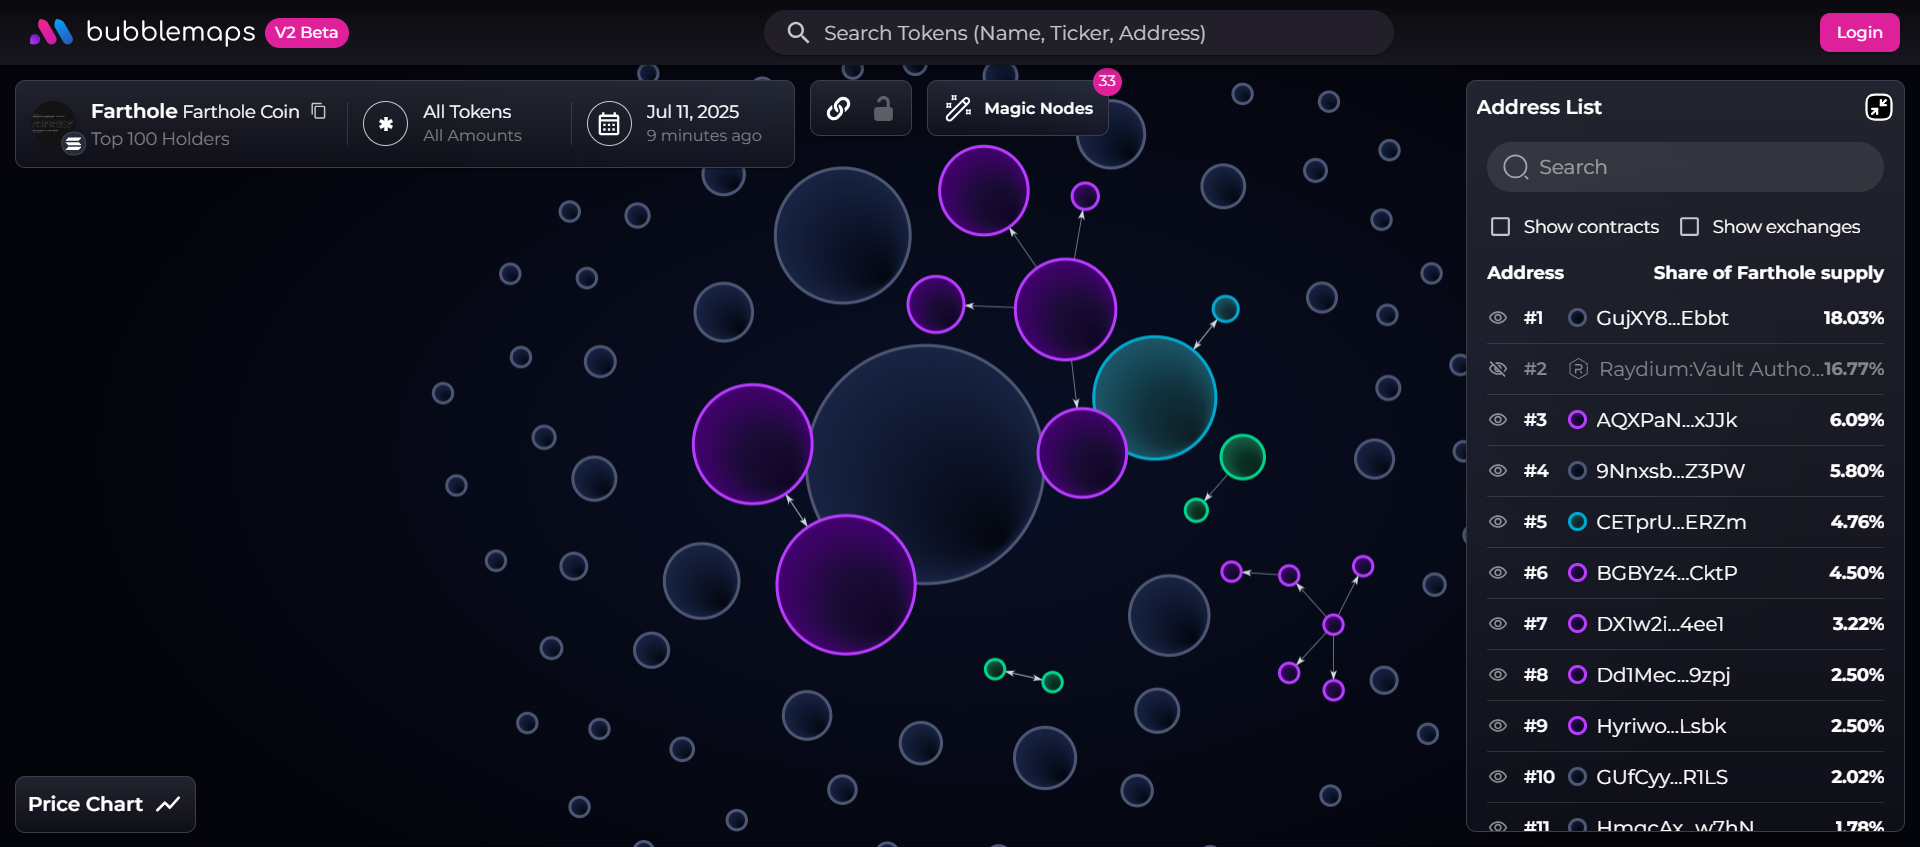 bubblemaps V2 Beta
Search Tokens (Name, Ticker, Address)
Login
Farthole Farthole Coin
Top 100 Holders
All Tokens
All Amounts
Jul 11, 2025
9 minutes ago
Magic Nodes
33
Address List
Search
Show contracts Show exchanges
Address Share of Farthole supply
#1 GujXY8...Ebbt 18.03%
#2 Raydium:Vault Autho... 16.77%
#3 AQXPaN...xJJk 6.09%
#4 9Nnxsb...Z3PW 5.80%
#5 CETprU...ERZm 4.76%
#6 BGBYz4...CktP 4.50%
#7 DX1w2i...4ee1 3.22%
#8 Dd1Mec...9zpj 2.50%
#9 Hyriwo...Lsbk 2.50%
#10 GUfCyy...R1LS 2.02%
#11 1.78%
Price Chart